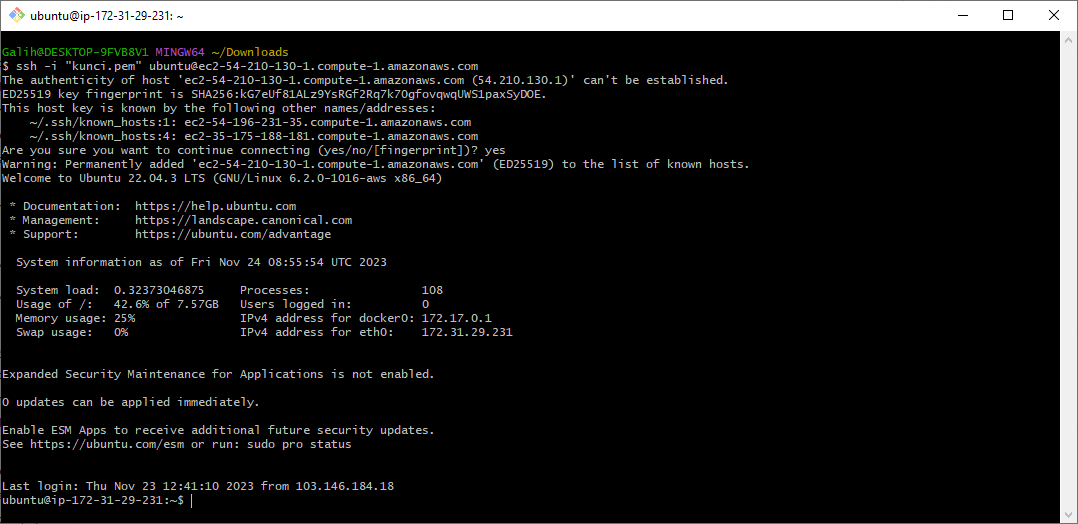 ubuntu@ip-172-31-29-231: ~
Galih@DESKTOP-9FVB8V1 MINGW64 ~/Downloads
$ ssh -i "kunci.pem" ubuntu@ec2-54-210-130-1.compute-1.amazonaws.com
The authenticity of host 'ec2-54-210-130-1.compute-1.amazonaws.com (54.210.130.1)' can't be established.
ED25519 key fingerprint is SHA256:kG7eUf81ALz9YsRGf2Rq7k7OgfovqwqUWS1paxSyDOE.
This host key is known by the following other names/addresses:
    ~/.ssh/known_hosts:1: ec2-54-196-231-35.compute-1.amazonaws.com
    ~/.ssh/known_hosts:4: ec2-35-175-188-181.compute-1.amazonaws.com
Are you sure you want to continue connecting (yes/no/[fingerprint])? yes
Warning: Permanently added 'ec2-54-210-130-1.compute-1.amazonaws.com' (ED25519) to the list of known hosts.
Welcome to Ubuntu 22.04.3 LTS (GNU/Linux 6.2.0-1016-aws x86_64)
 * Documentation:  https://help.ubuntu.com
 * Management:     https://landscape.canonical.com
 * Support:        https://ubuntu.com/advantage
  System information as of Fri Nov 24 08:55:54 UTC 2023
  System load:  0.32373046875     Processes:                108
  Usage of /:   42.6% of 7.57GB   Users logged in:          0
  Memory usage: 25%               IPv4 address for docker0: 172.17.0.1
  Swap usage:   0%                IPv4 address for eth0:    172.31.29.231
Expanded Security Maintenance for Applications is not enabled.
0 updates can be applied immediately.
Enable ESM Apps to receive additional future security updates.
See https://ubuntu.com/esm or run: sudo pro status
Last login: Thu Nov 23 12:41:10 2023 from 103.146.184.18
ubuntu@ip-172-31-29-231:~$